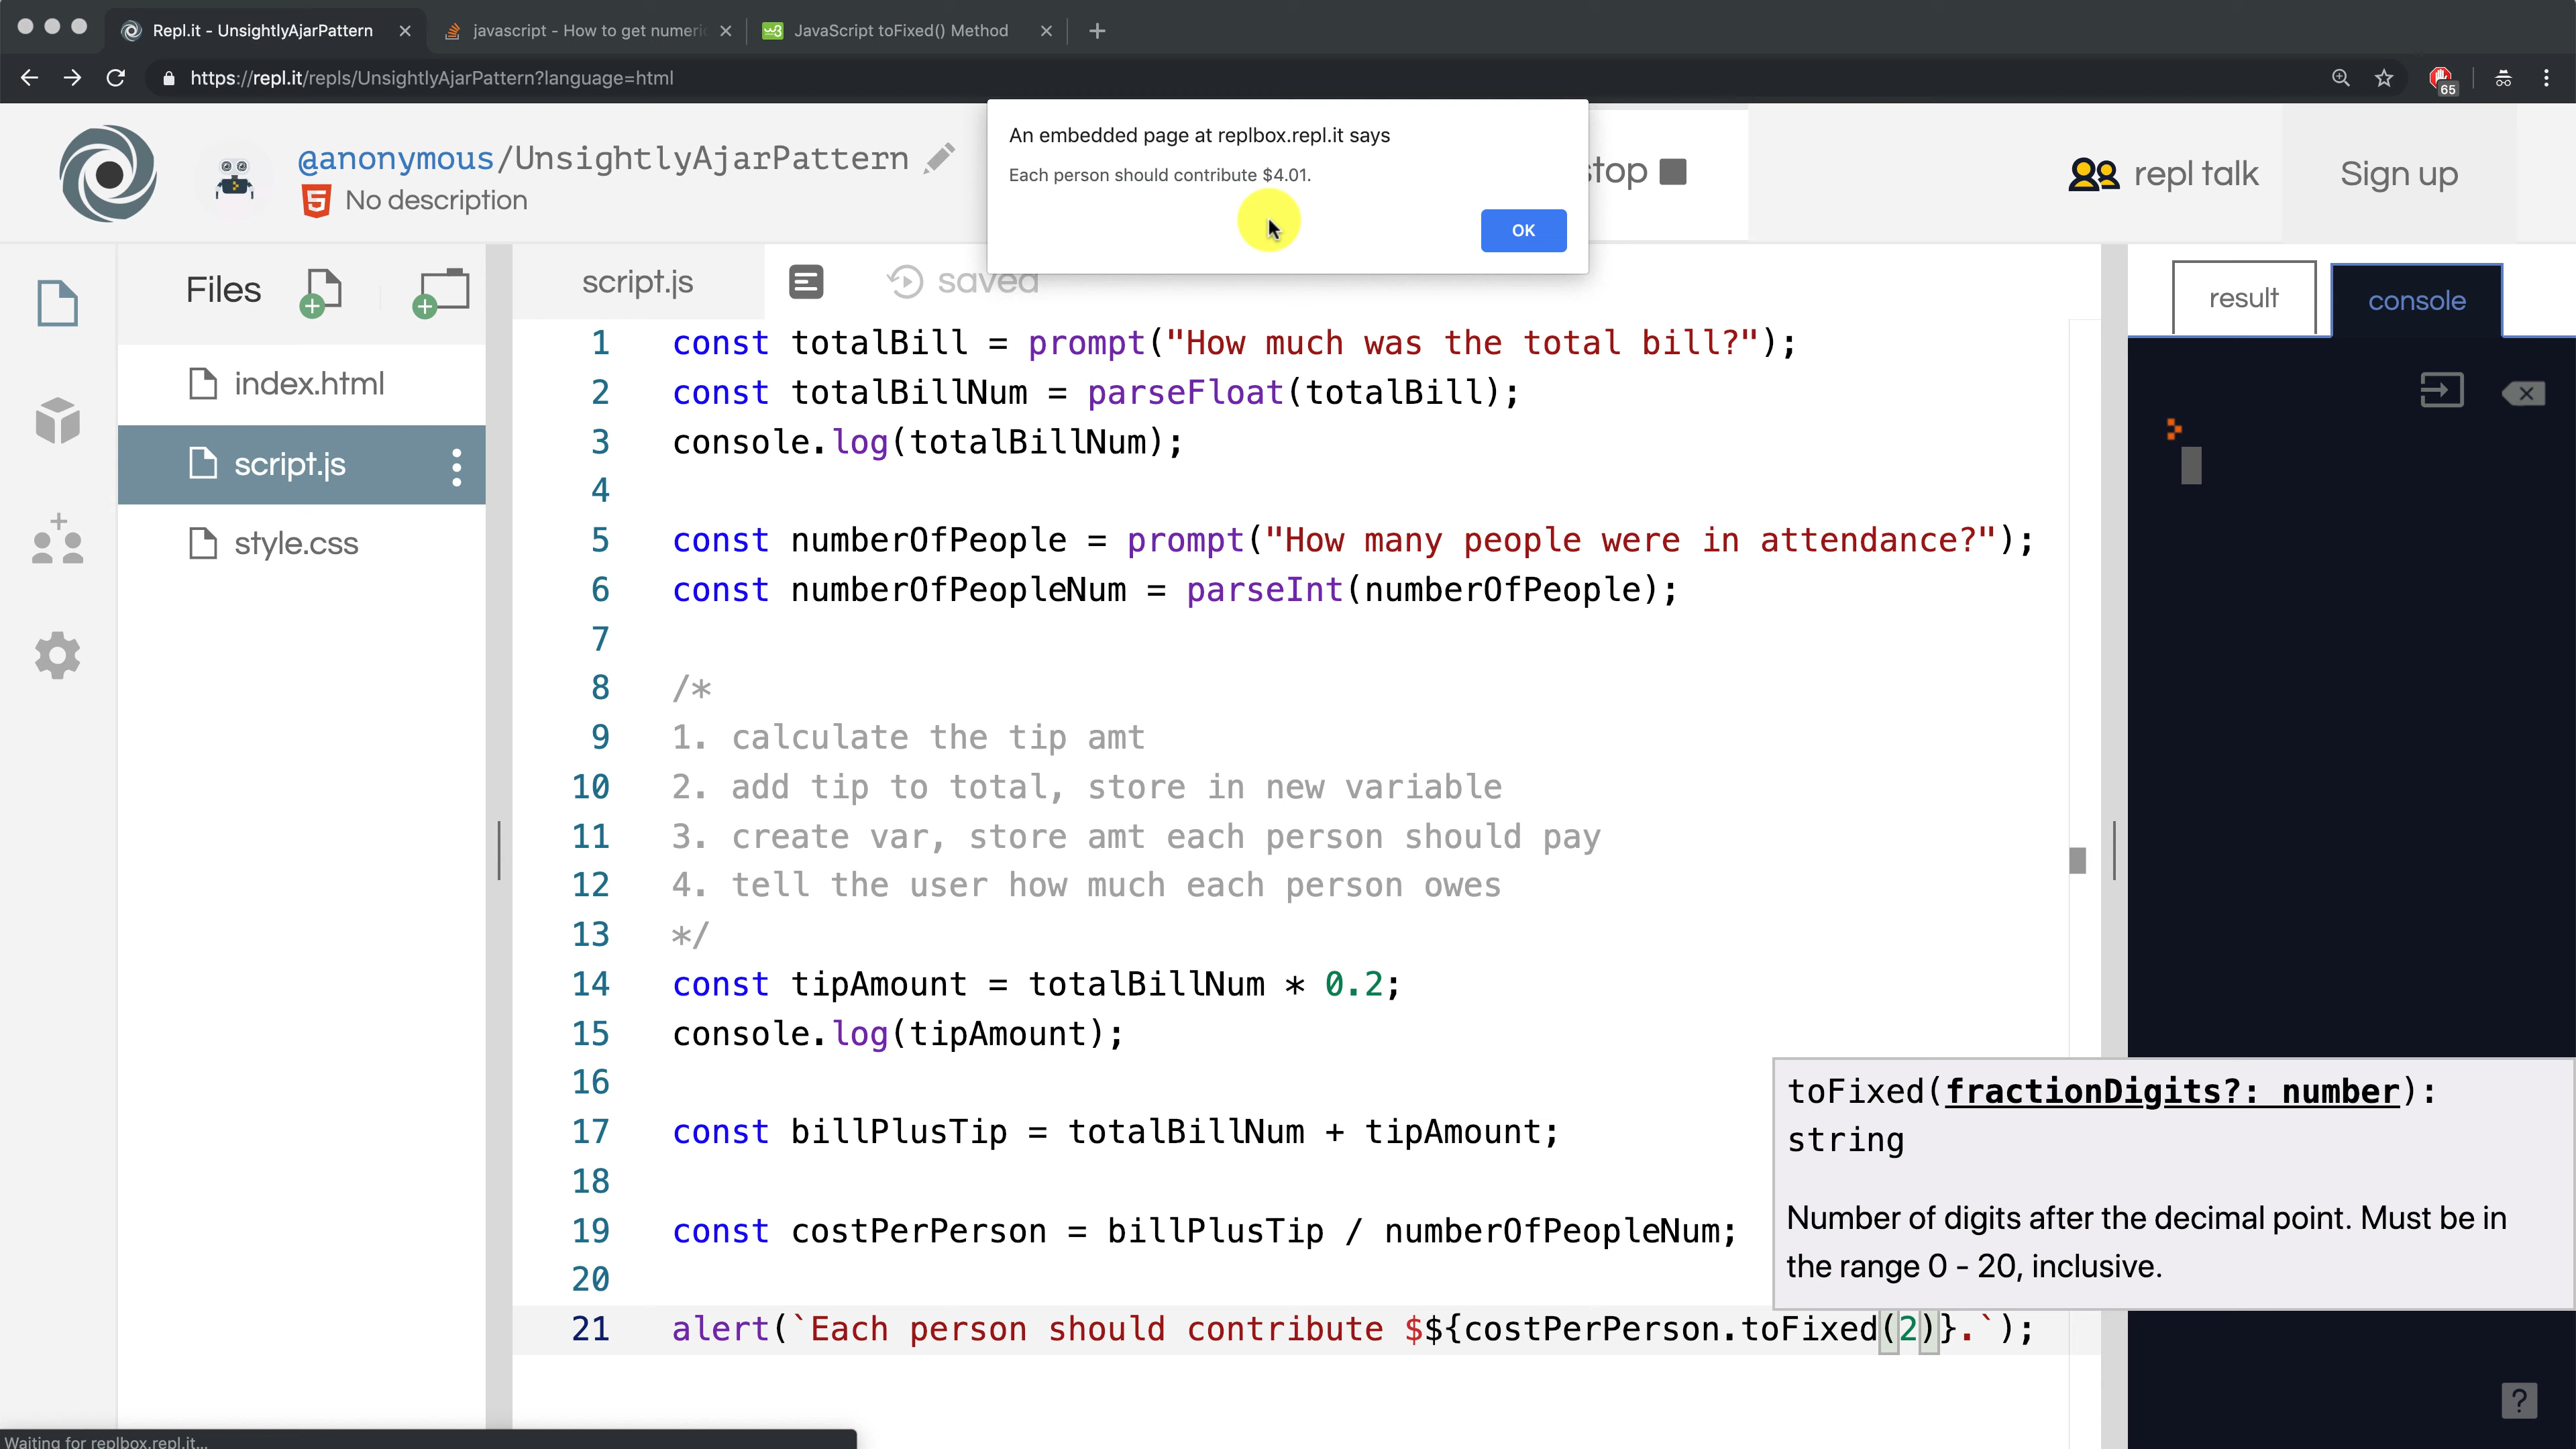 Repl.it - UnsightlyAjarPattern
javascript - How to get numeric
JavaScript toFixed() Method
https://repl.it/repls/UnsightlyAjarPattern?language=html
65
@anonymous/UnsightlyAjarPattern
No description
An embedded page at replbox.repl.it says
Each person should contribute $4.01.
OK
stop
repl talk
Sign up
Files
index.html
script.js
style.css
script.js
saved
result
console
1 const totalBill = prompt("How much was the total bill?");
2 const totalBillNum = parseFloat(totalBill);
3 console.log(totalBillNum);
4
5 const numberOfPeople = prompt("How many people were in attendance?");
6 const numberOfPeopleNum = parseInt(numberOfPeople);
7
8 /*
9 1. calculate the tip amt
10 2. add tip to total, store in new variable
11 3. create var, store amt each person should pay
12 4. tell the user how much each person owes
13 */
14 const tipAmount = totalBillNum * 0.2;
15 console.log(tipAmount);
16
17 const billPlusTip = totalBillNum + tipAmount;
18
19 const costPerPerson = billPlusTip / numberOfPeopleNum;
20
21 alert(`Each person should contribute $${costPerPerson.toFixed(2)}.`);
toFixed(fractionDigits?: number):
string
Number of digits after the decimal point. Must be in
the range 0 - 20, inclusive.
?
Waiting for replbox.repl.it...